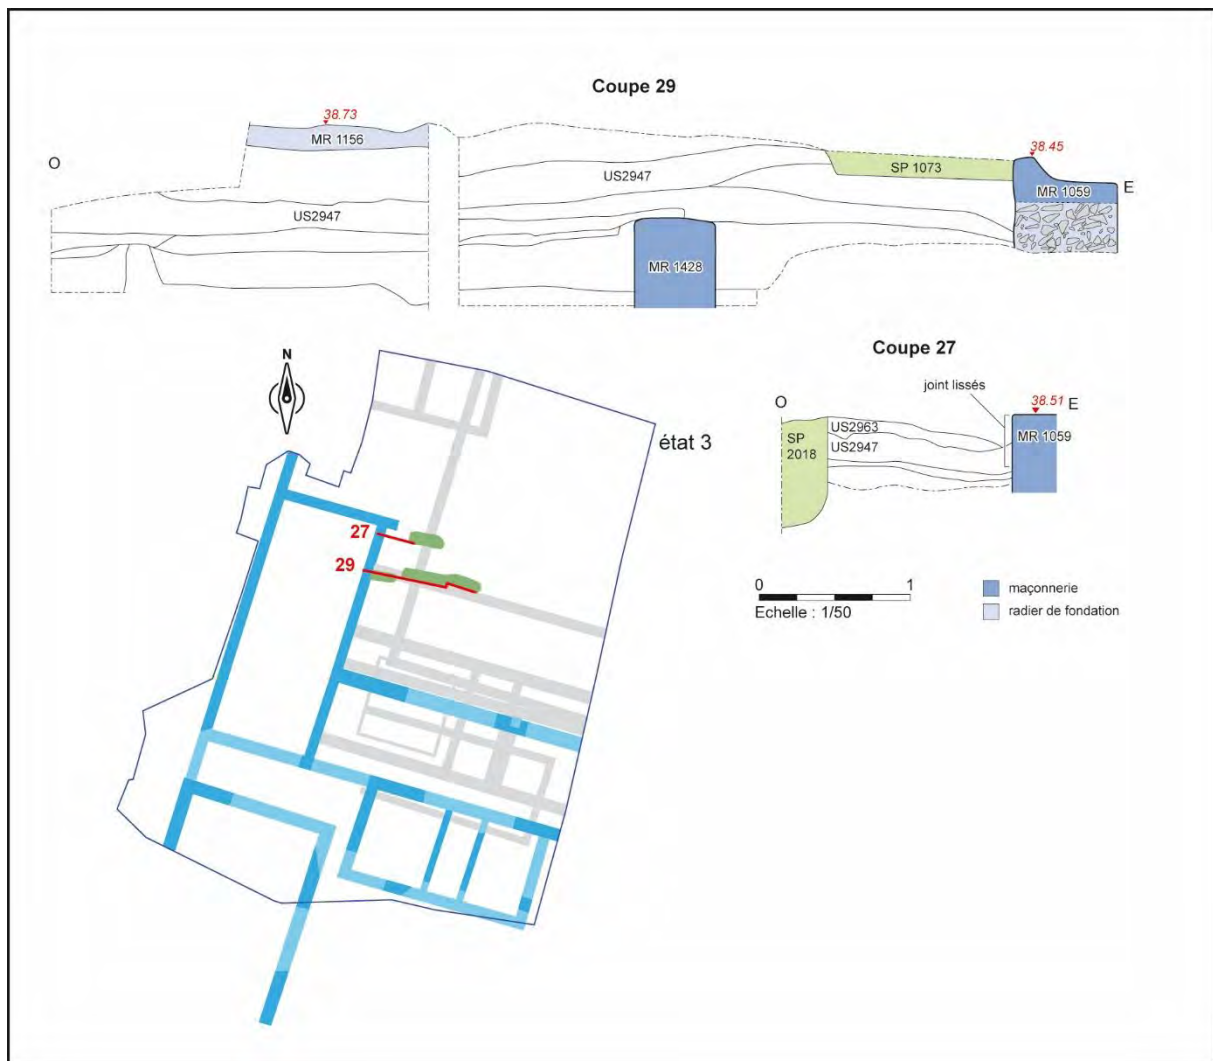 Coupe 29
38.73
MR 1156
O
US2947
US2947
SP 1073
38.45
MR 1059
E
MR 1428
Coupe 27
joint lissés
O
38.51
E
US2963
SP
2018
US2947
MR 1059
N
état 3
27
29
0
1
Echelle : 1/50
maçonnerie
radier de fondation